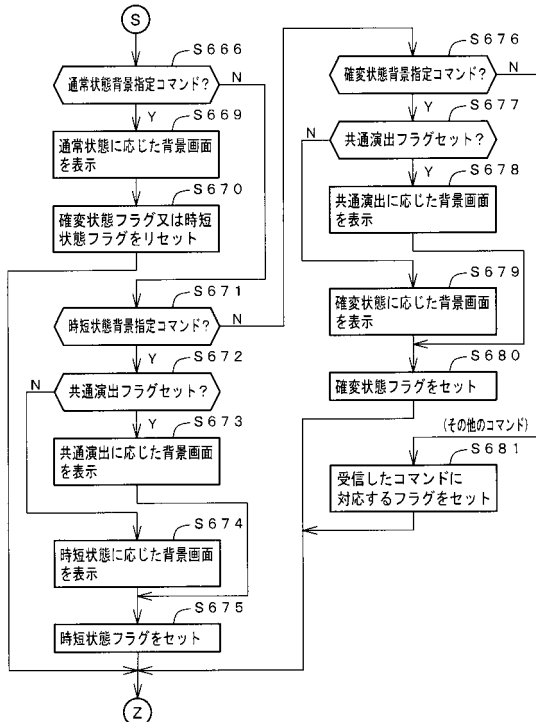 S
S666
通常状態背景指定コマンド?
N
Y
S669
通常状態に応じた背景画面
を表示
S670
確変状態フラグ又は時短
状態フラグをリセット
S671
時短状態背景指定コマンド?
N
Y
S672
N
共通演出フラグセット?
Y
S673
共通演出に応じた背景画面
を表示
S674
時短状態に応じた背景画面
を表示
S675
時短状態フラグをセット
Z
S676
確変状態背景指定コマンド?
N
Y
S677
N
共通演出フラグセット?
Y
S678
共通演出に応じた背景画面
を表示
S679
確変状態に応じた背景画面
を表示
S680
確変状態フラグをセット
(その他のコマンド)
S681
受信したコマンドに
対応するフラグをセット